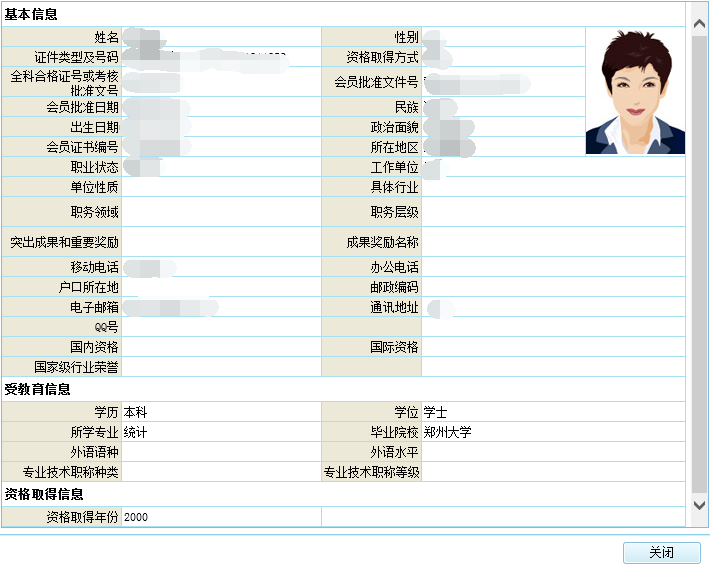 基本信息
姓名 性别
证件类型及号码 资格取得方式
全科合格证号或考核
批准文号 会员批准文件号
会员批准日期 民族
出生日期 政治面貌
会员证书编号 所在地区
职业状态 工作单位
单位性质 具体行业
职务领域 职务层级
突出成果和重要奖励 成果奖励名称
移动电话 办公电话
户口所在地 邮政编码
电子邮箱 通讯地址
QQ号
国内资格 国际资格
国家级行业荣誉
受教育信息
学历 本科 学位 学士
所学专业 统计 毕业院校 郑州大学
外语语种 外语水平
专业技术职称种类 专业技术职称等级
资格取得信息
资格取得年份 2000
关闭